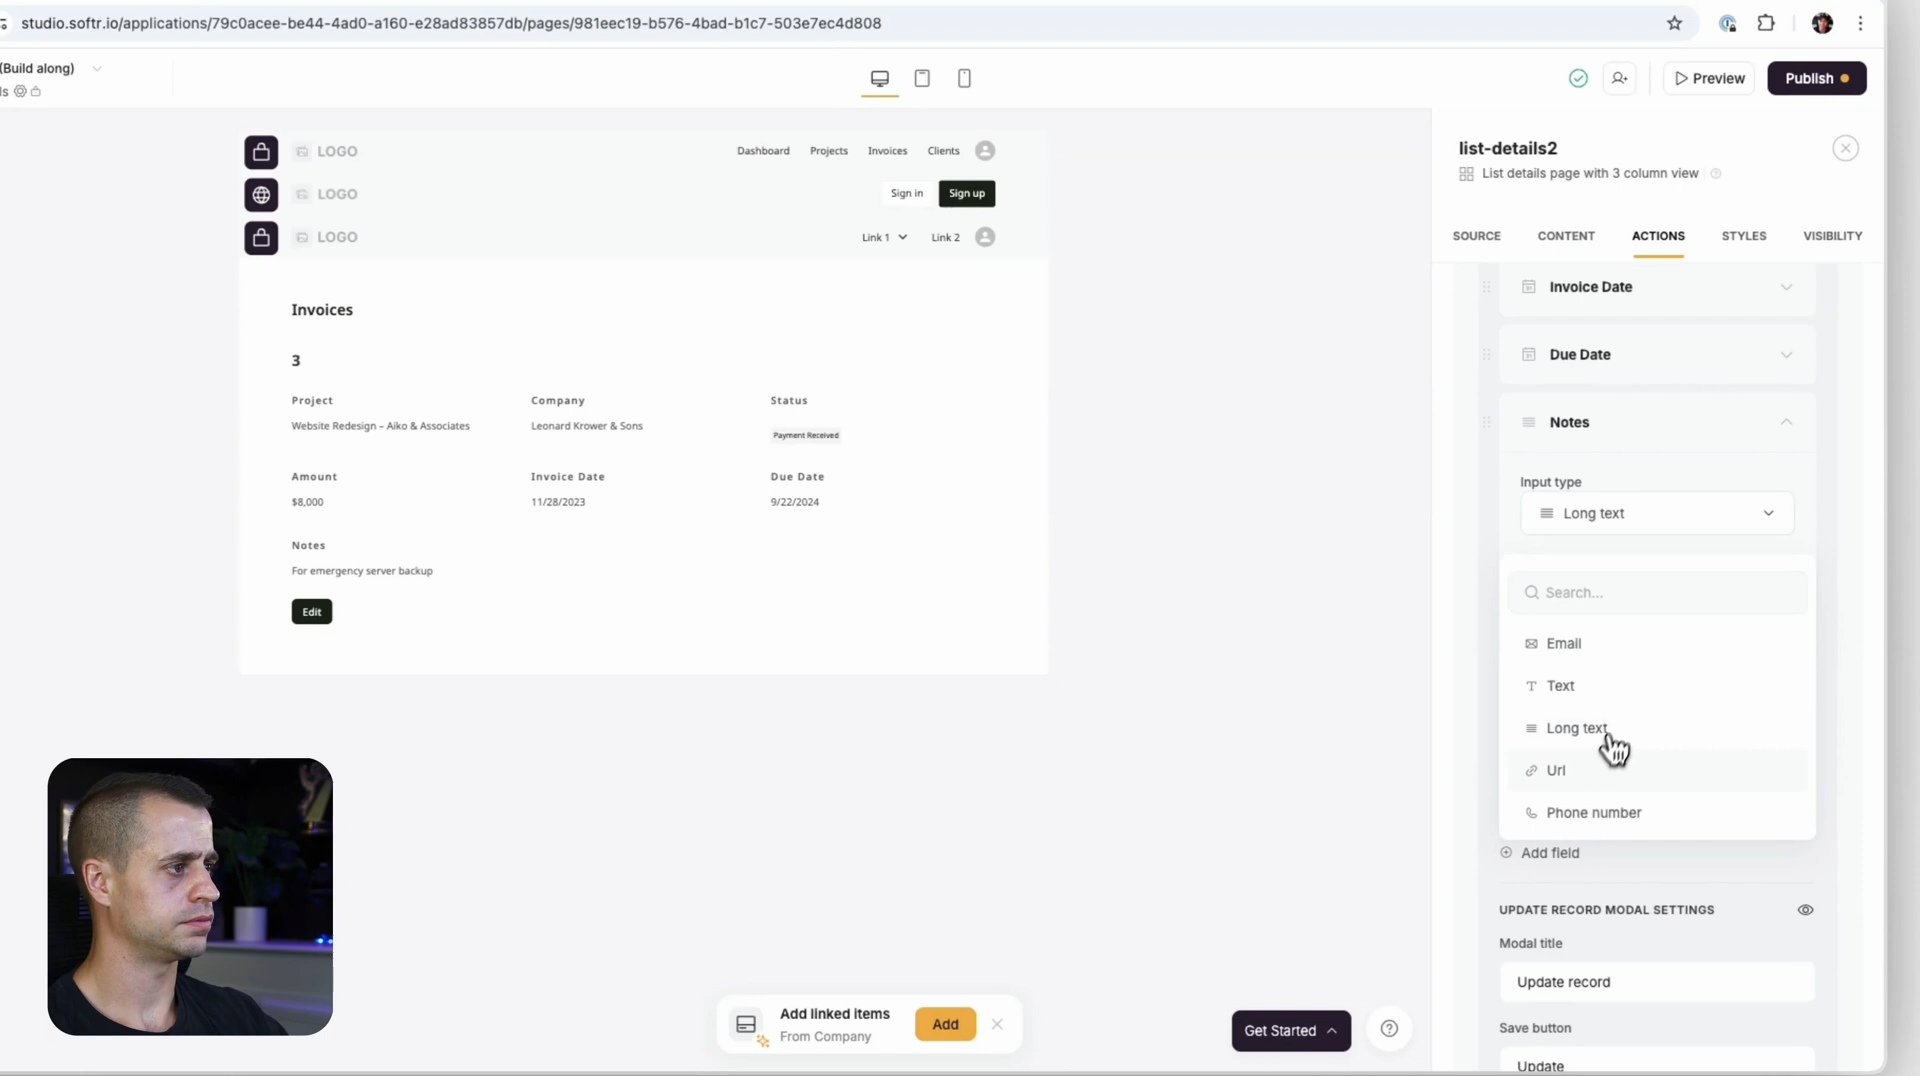 studio.softr.io/applications/79c0acee-be44-4ad0-a160-e28ad83857db/pages/981eec19-b576-4bad-b1c7-503e7ec4d808
(Build along)
ls
Preview
Publish
LOGO
Dashboard Projects Invoices Clients
LOGO
Sign in Sign up
LOGO
Link 1 Link 2
Invoices
3
Project Company Status
Website Redesign – Aiko & Associates Leonard Krower & Sons Payment Received
Amount Invoice Date Due Date
$8,000 11/28/2023 9/22/2024
Notes
For emergency server backup
Edit
Add linked items
From Company
Add
Get Started
list-details2
List details page with 3 column view
SOURCE CONTENT ACTIONS STYLES VISIBILITY
Invoice Date
Due Date
Notes
Input type
Long text
Search...
Email
Text
Long text
Url
Phone number
Add field
UPDATE RECORD MODAL SETTINGS
Modal title
Update record
Save button
Update